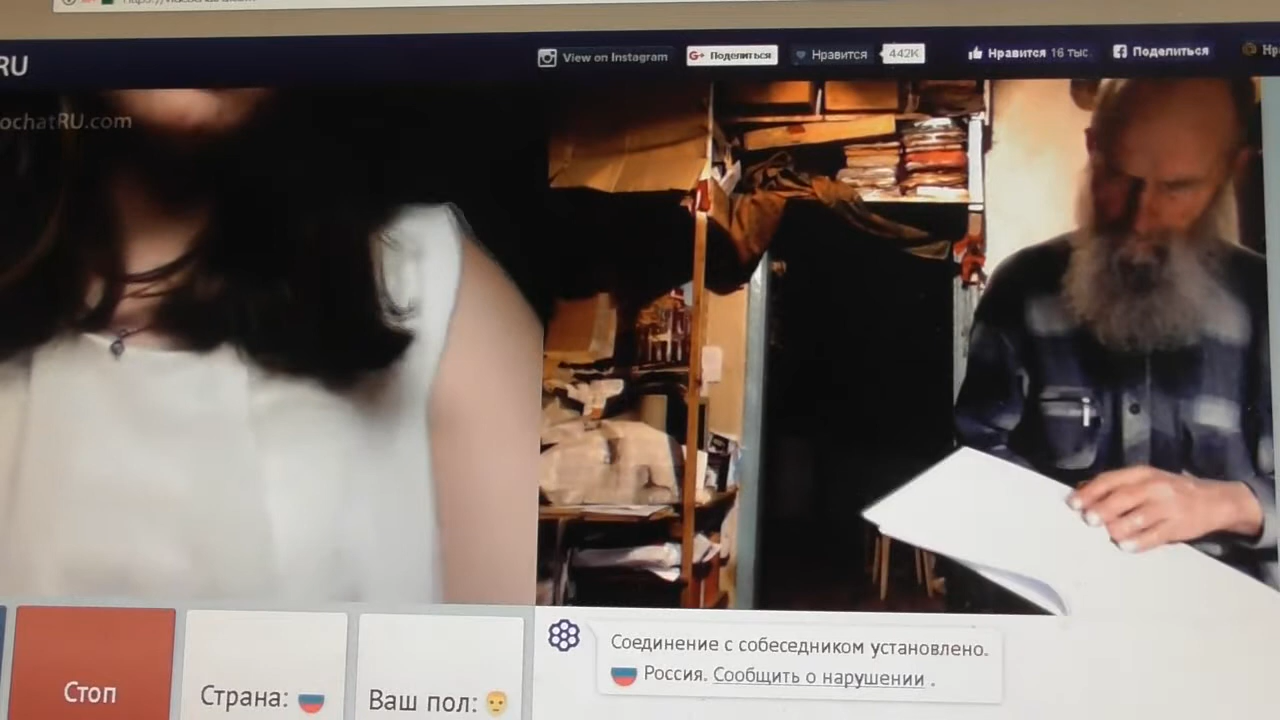 RU
View on Instagram
G+ Поделиться
Нравится 442K
Нравится 16 тыс.
Поделиться
ochatRU.com
Соединение с собеседником установлено.
Россия. Сообщить о нарушении .
Стоп
Страна:
Ваш пол: